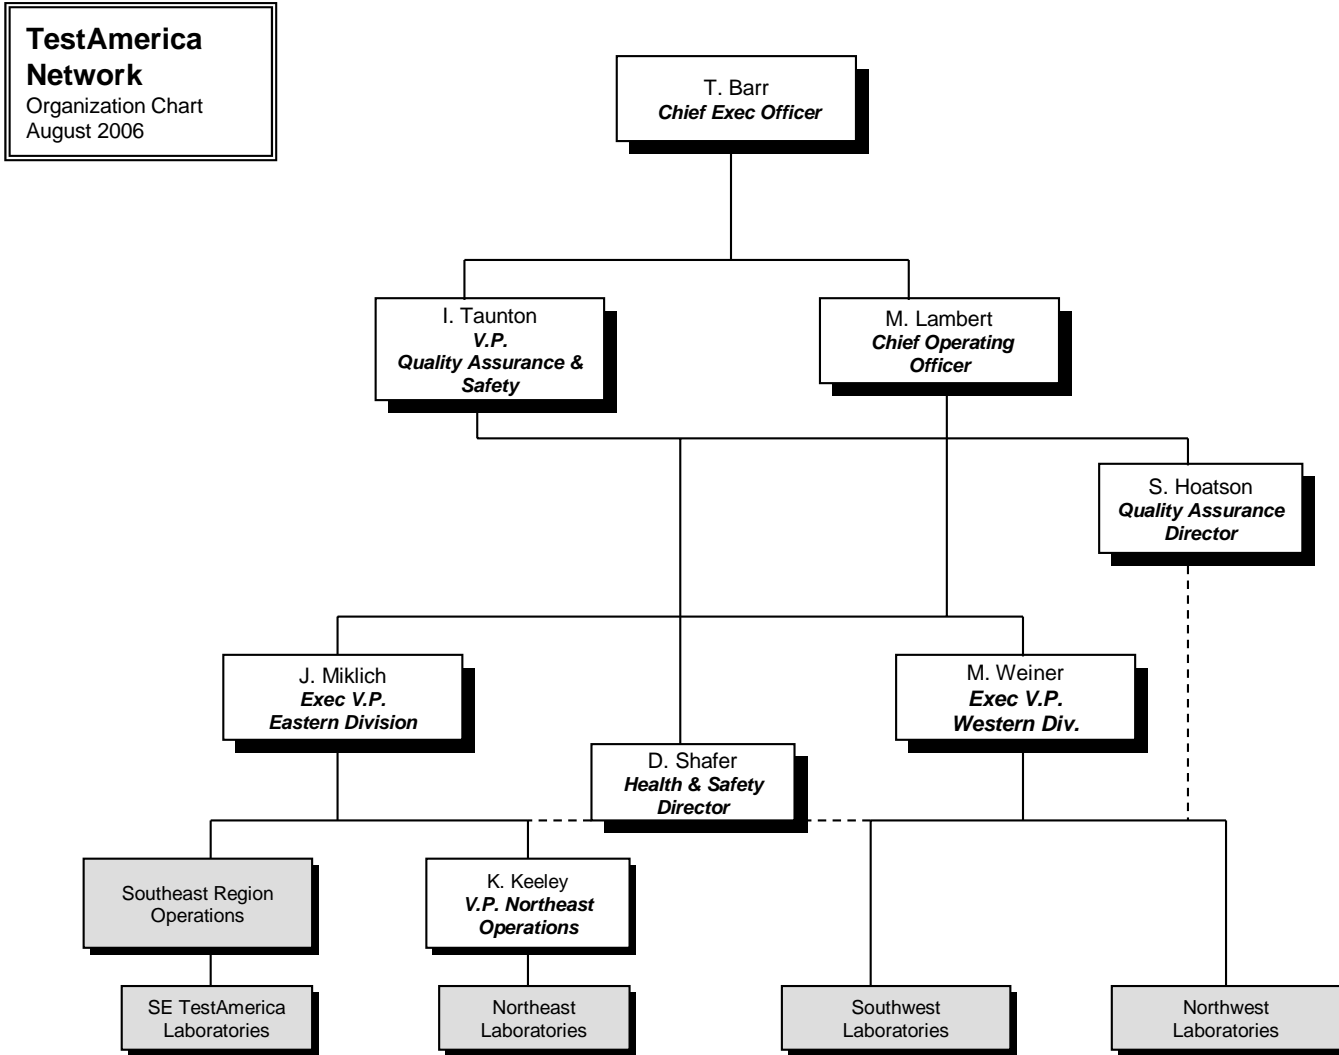 TestAmerica
Network
Organization Chart
August 2006
T. Barr
Chief Exec Officer
I. Taunton
V.P.
Quality Assurance &
Safety
M. Lambert
Chief Operating
Officer
S. Hoatson
Quality Assurance
Director
J. Miklich
Exec V.P.
Eastern Division
M. Weiner
Exec V.P.
Western Div.
D. Shafer
Health & Safety
Director
Southeast Region
Operations
K. Keeley
V.P. Northeast
Operations
SE TestAmerica
Laboratories
Northeast
Laboratories
Southwest
Laboratories
Northwest
Laboratories